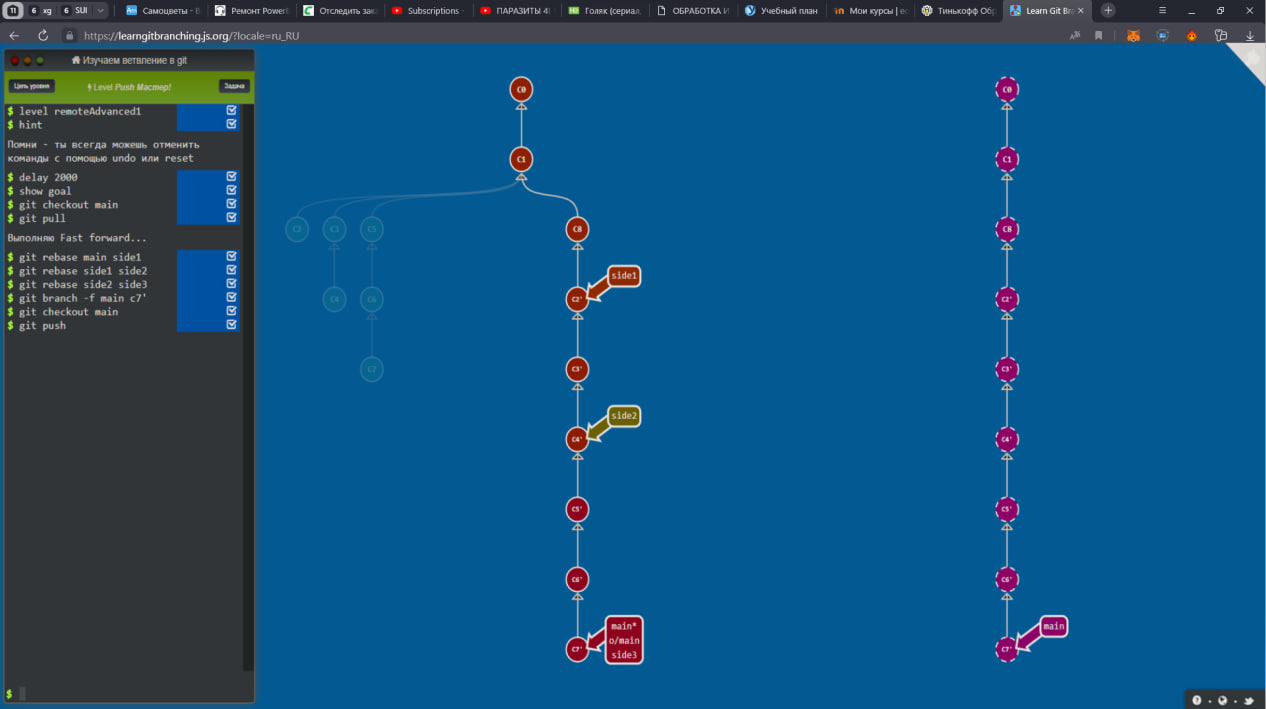 11
6 xg
6 SUI
Самоцветы - В
Ремонт PowerB
Отследить зака
Subscriptions -
ПАРАЗИТЫ 4
Голяк (сериал,
ОБРАБОТКА И
Учебный план
Мои курсы | ec
Тинькофф Обр
Learn Git Bra
https://learngitbranching.js.org/?locale=ru_RU
Изучаем ветвление в git
Цель уровня
Level Push Мастер!
Задача
$ level remoteAdvanced1
$ hint
Помни - ты всегда можешь отменить
команды с помощью undo или reset
$ delay 2000
$ show goal
$ git checkout main
$ git pull
Выполняю Fast forward...
$ git rebase main side1
$ git rebase side1 side2
$ git rebase side2 side3
$ git branch -f main c7'
$ git checkout main
$ git push
$
C0
C1
C2
C3
C5
C8
C4
C6
C2'
side1
C7
C3'
C4'
side2
C5'
C6'
C7'
main*
o/main
side3
C0
C1
C8
C2'
C3'
C4'
C5'
C6'
C7'
main